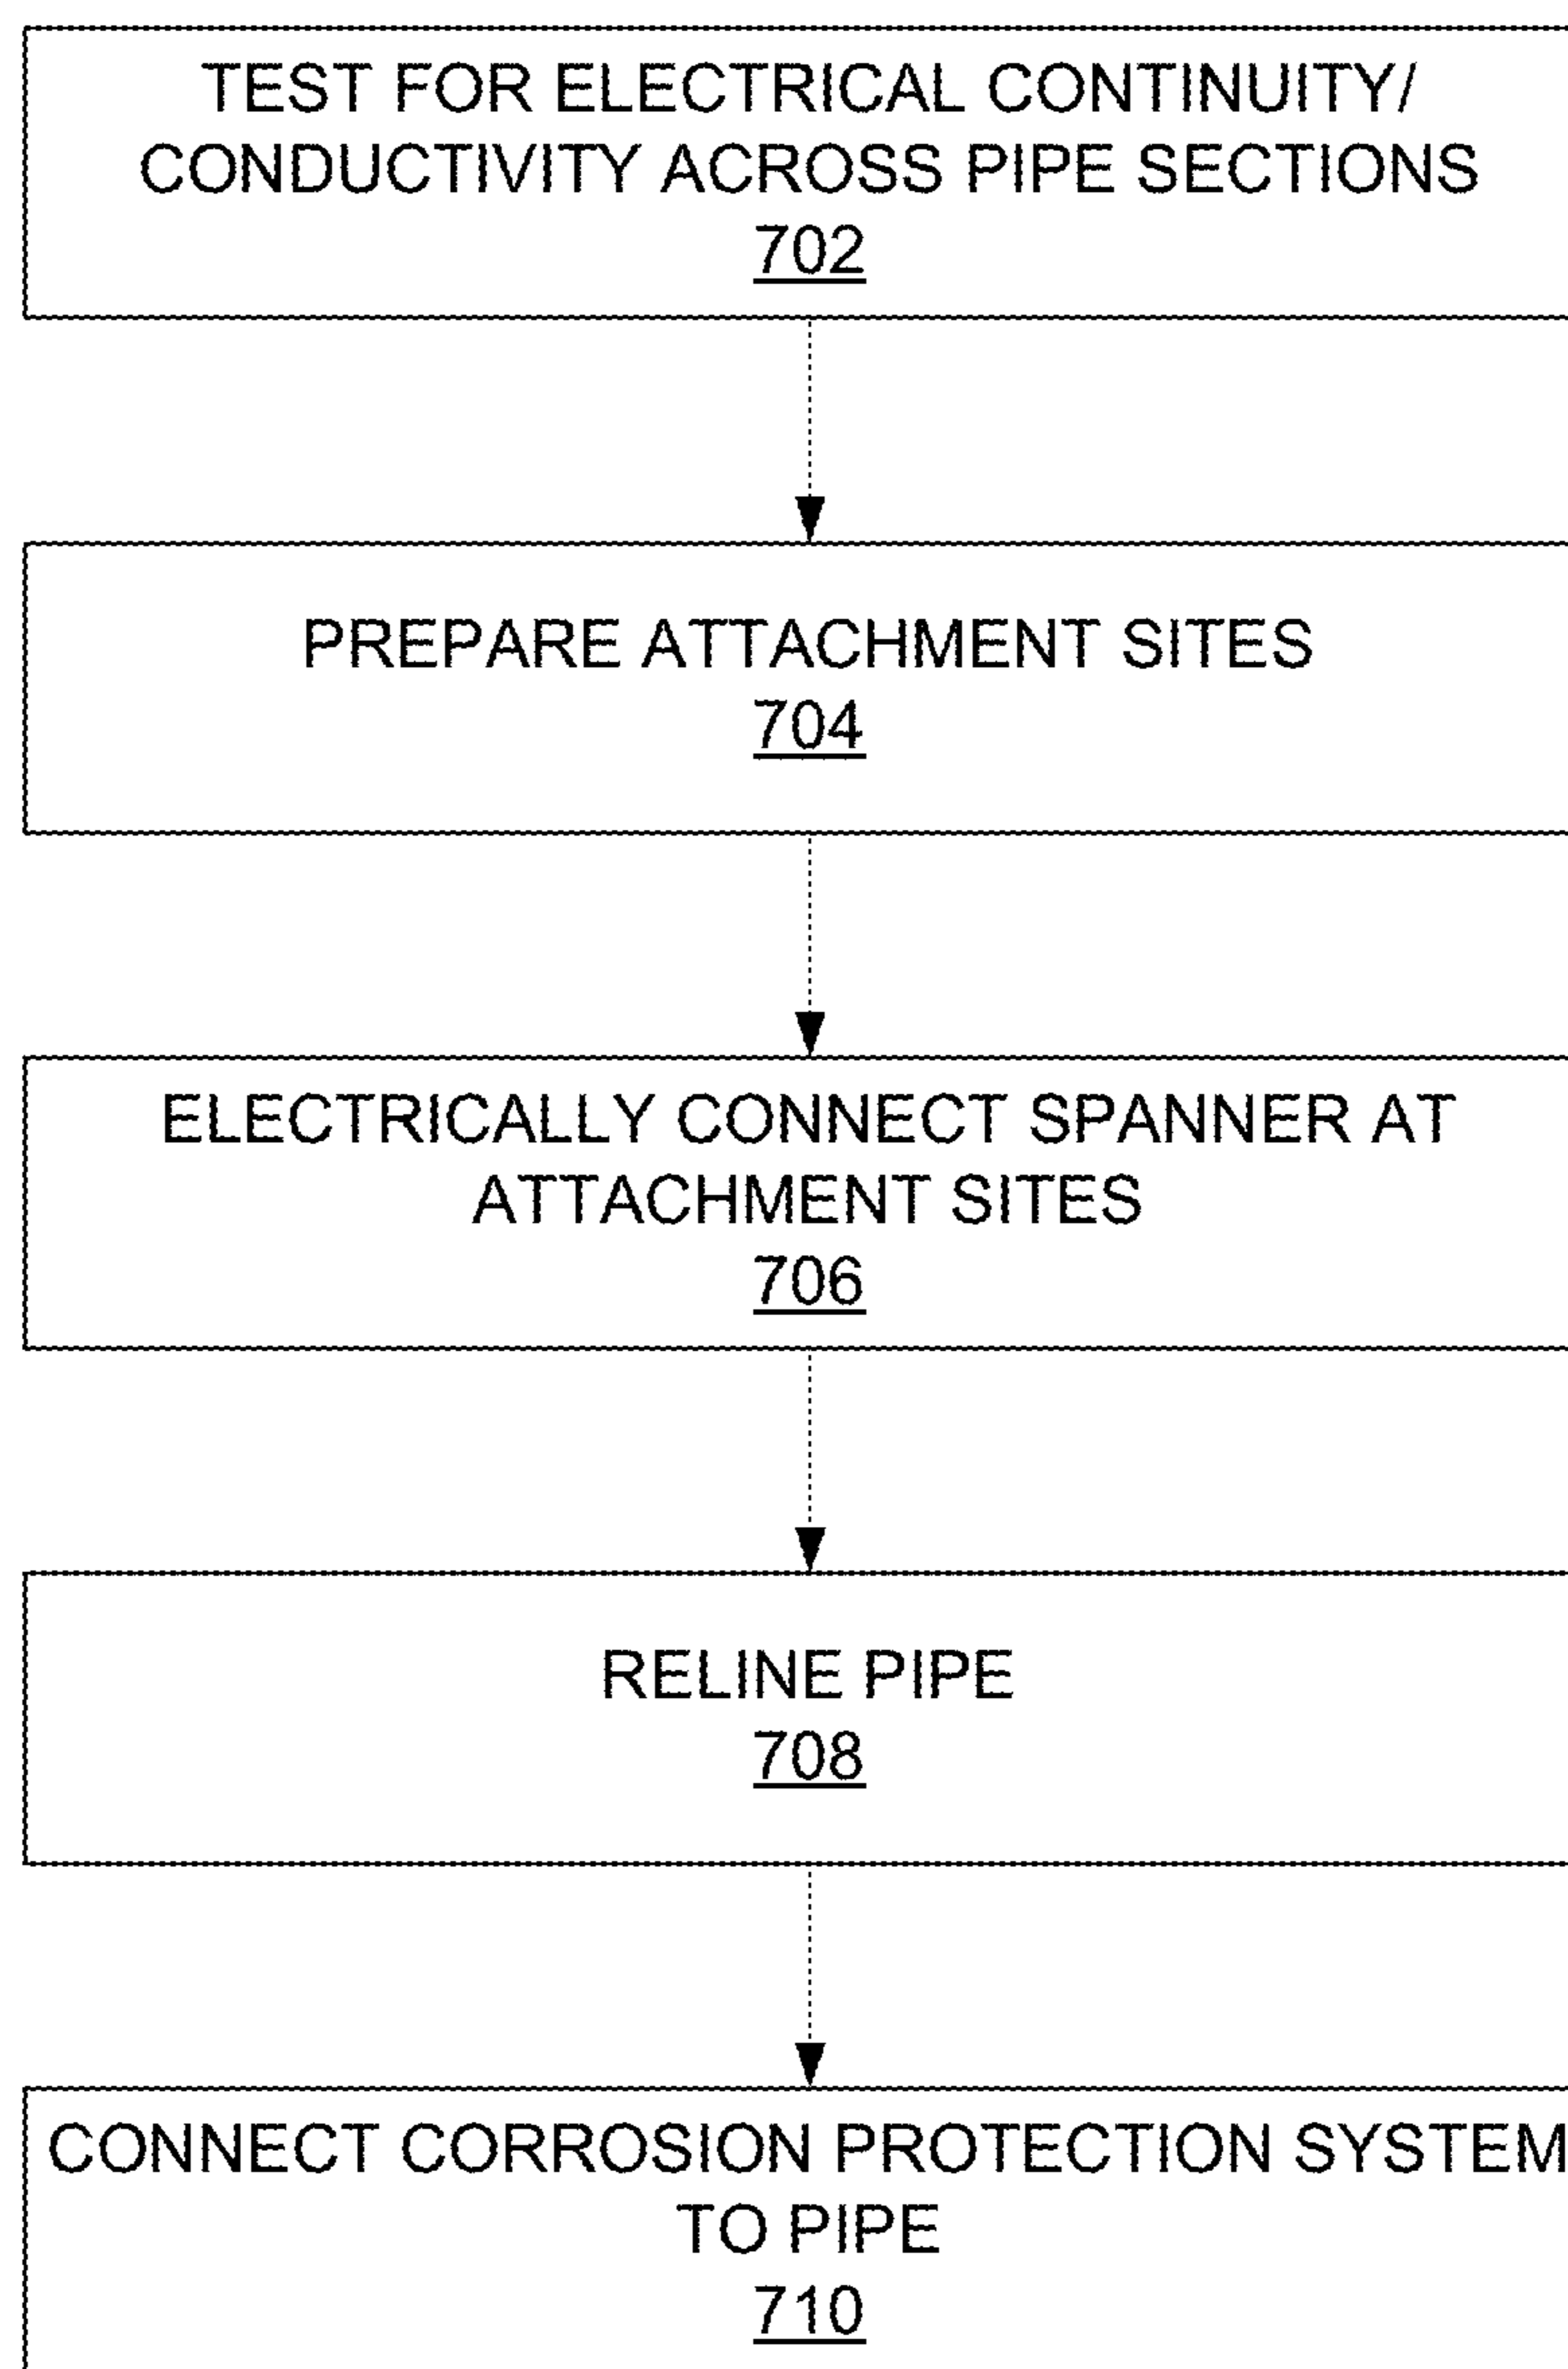 TEST FOR ELECTRICAL CONTINUITY/
CONDUCTIVITY ACROSS PIPE SECTIONS
702
PREPARE ATTACHMENT SITES
704
ELECTRICALLY CONNECT SPANNER AT
ATTACHMENT SITES
706
RELINE PIPE
708
CONNECT CORROSION PROTECTION SYSTEM
TO PIPE
710